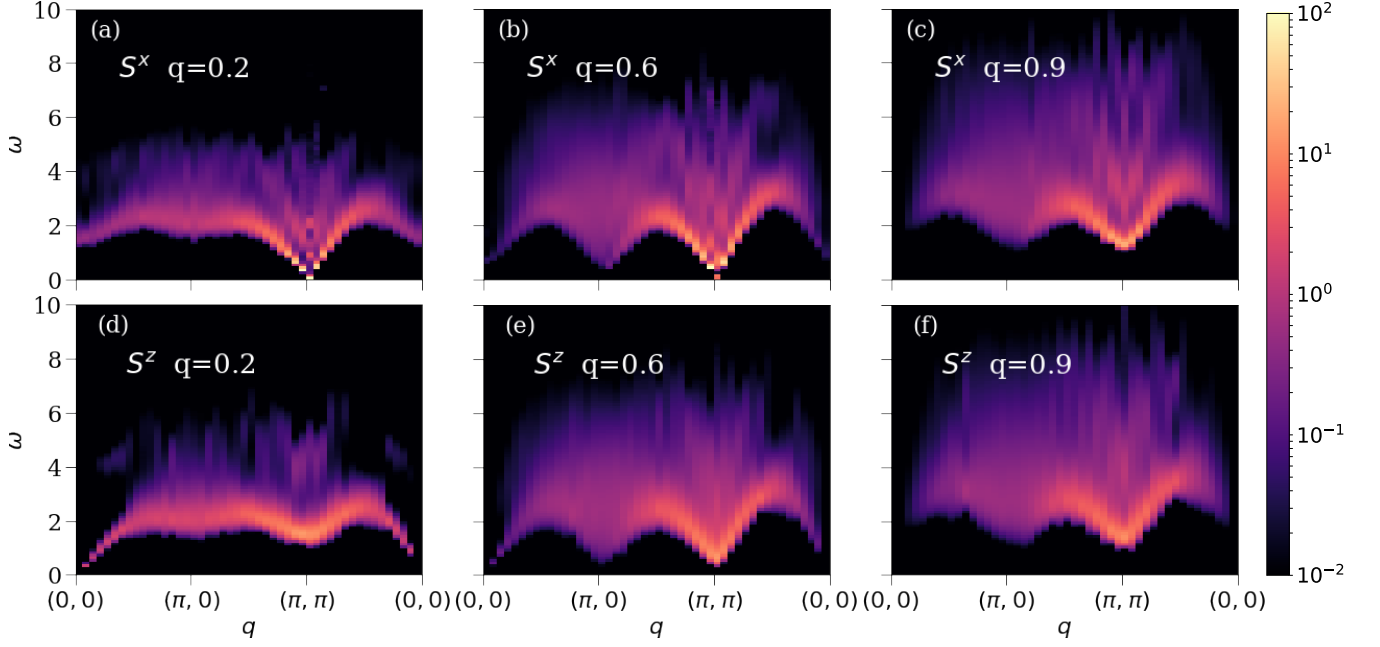 (a)
S^x q=0.2
(b)
S^x q=0.6
(c)
S^x q=0.9
10
8
6
4
2
0
ω
(d)
S^z q=0.2
(e)
S^z q=0.6
(f)
S^z q=0.9
10
8
6
4
2
0
ω
(0, 0) (π, 0) (π, π) (0, 0)
(0, 0) (π, 0) (π, π) (0, 0)
(0, 0) (π, 0) (π, π) (0, 0)
q
q
q
10^2
10^1
10^0
10^−1
10^−2